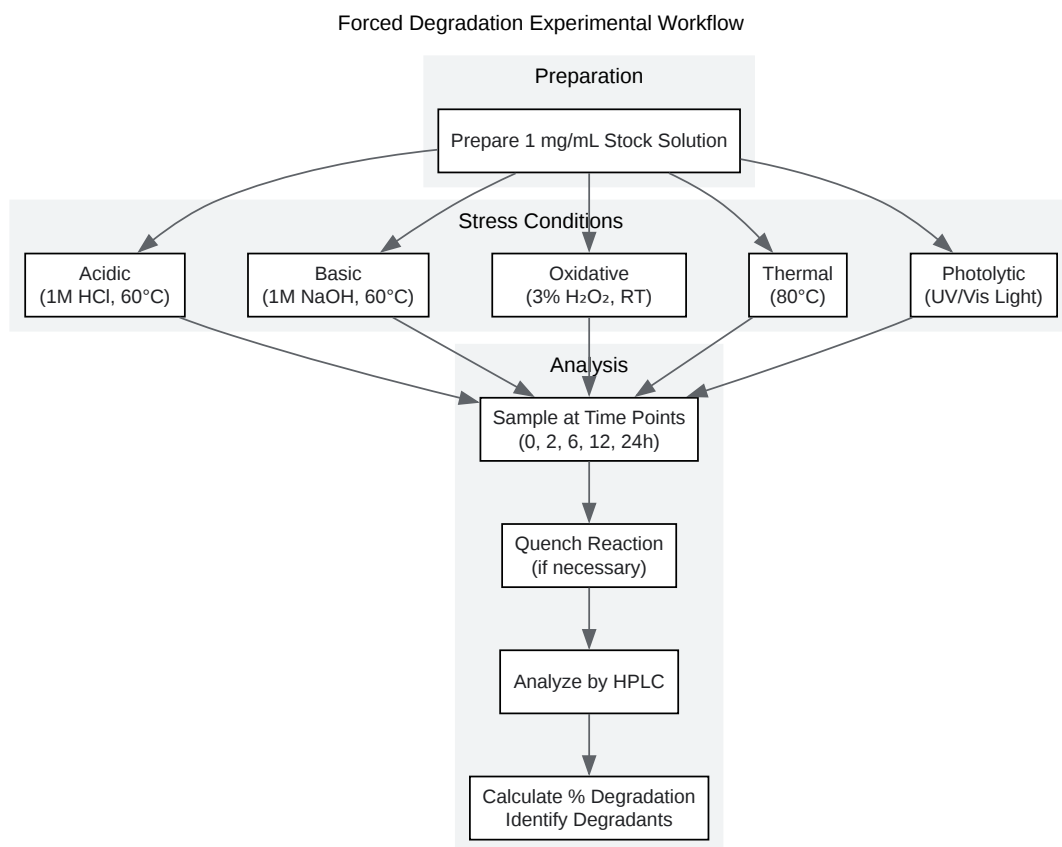 Forced Degradation Experimental Workflow
Preparation
Prepare 1 mg/mL Stock Solution
Stress Conditions
Acidic
(1M HCl, 60°C)
Basic
(1M NaOH, 60°C)
Oxidative
(3% H₂O₂, RT)
Thermal
(80°C)
Photolytic
(UV/Vis Light)
Analysis
Sample at Time Points
(0, 2, 6, 12, 24h)
Quench Reaction
(if necessary)
Analyze by HPLC
Calculate % Degradation
Identify Degradants